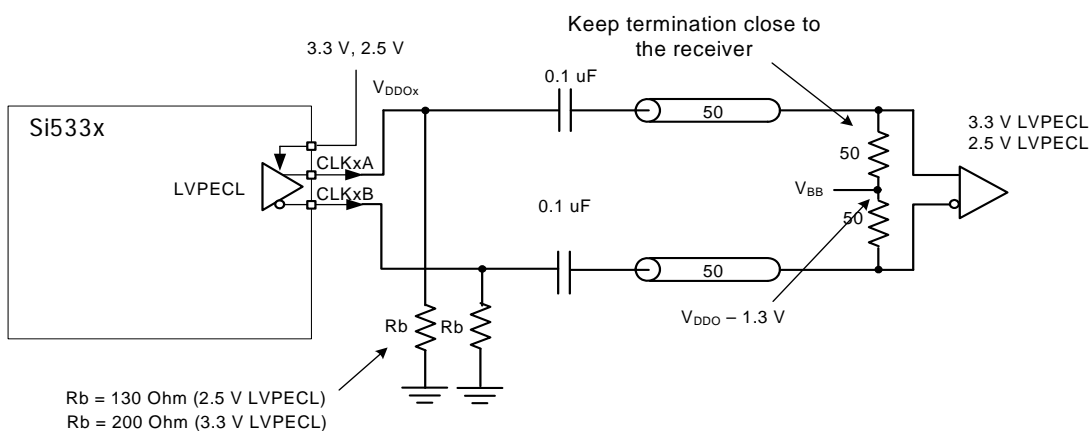 Keep termination close to
the receiver
3.3 V, 2.5 V
0.1 uF
VDDOx
50
Si533x
3.3 V LVPECL
2.5 V LVPECL
CLKxA
50
LVPECL
VBB
CLKxB
0.1 uF
50
50
VDDO – 1.3 V
Rb
Rb
Rb = 130 Ohm (2.5 V LVPECL)
Rb = 200 Ohm (3.3 V LVPECL)